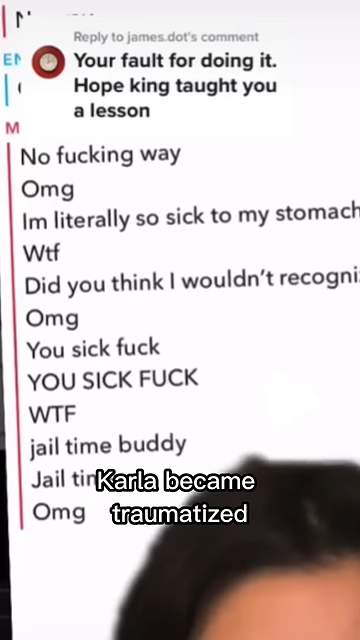 Reply to james.dot's comment
Your fault for doing it.
Hope king taught you
a lesson
M
No fucking way
Omg
Im literally so sick to my stomach
Wtf
Did you think I wouldn't recogni
Omg
You sick fuck
YOU SICK FUCK
WTF
jail time buddy
Jail tim
Omg
Karla became
traumatized